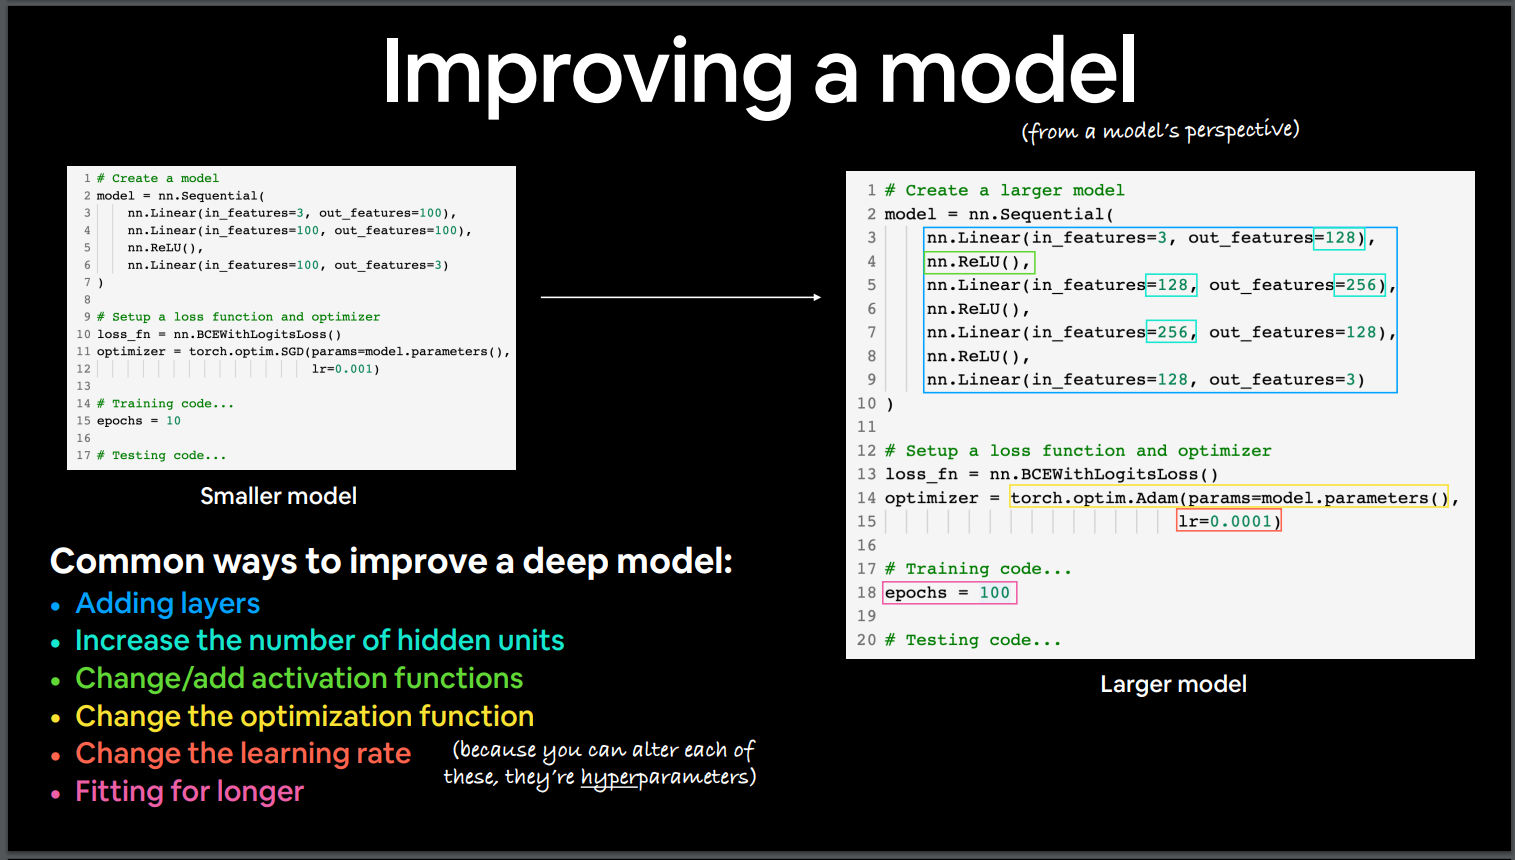 Improving a model
(from a model's perspective)
1 # Create a model
2 model = nn.Sequential(
3 nn.Linear(in_features=3, out_features=100),
4 nn.Linear(in_features=100, out_features=100),
5 nn.ReLU(),
6 nn.Linear(in_features=100, out_features=3)
7 )
8
9 # Setup a loss function and optimizer
10 loss_fn = nn.BCEWithLogitsLoss()
11 optimizer = torch.optim.SGD(params=model.parameters(),
12 lr=0.001)
13
14 # Training code...
15 epochs = 10
16
17 # Testing code...
Smaller model
1 # Create a larger model
2 model = nn.Sequential(
3 nn.Linear(in_features=3, out_features=128),
4 nn.ReLU(),
5 nn.Linear(in_features=128, out_features=256),
6 nn.ReLU(),
7 nn.Linear(in_features=256, out_features=128),
8 nn.ReLU(),
9 nn.Linear(in_features=128, out_features=3)
10 )
11
12 # Setup a loss function and optimizer
13 loss_fn = nn.BCEWithLogitsLoss()
14 optimizer = torch.optim.Adam(params=model.parameters(),
15 lr=0.0001)
16
17 # Training code...
18 epochs = 100
19
20 # Testing code...
Larger model
Common ways to improve a deep model:
• Adding layers
• Increase the number of hidden units
• Change/add activation functions
• Change the optimization function
• Change the learning rate
• Fitting for longer
(because you can alter each of
these, they're hyperparameters)